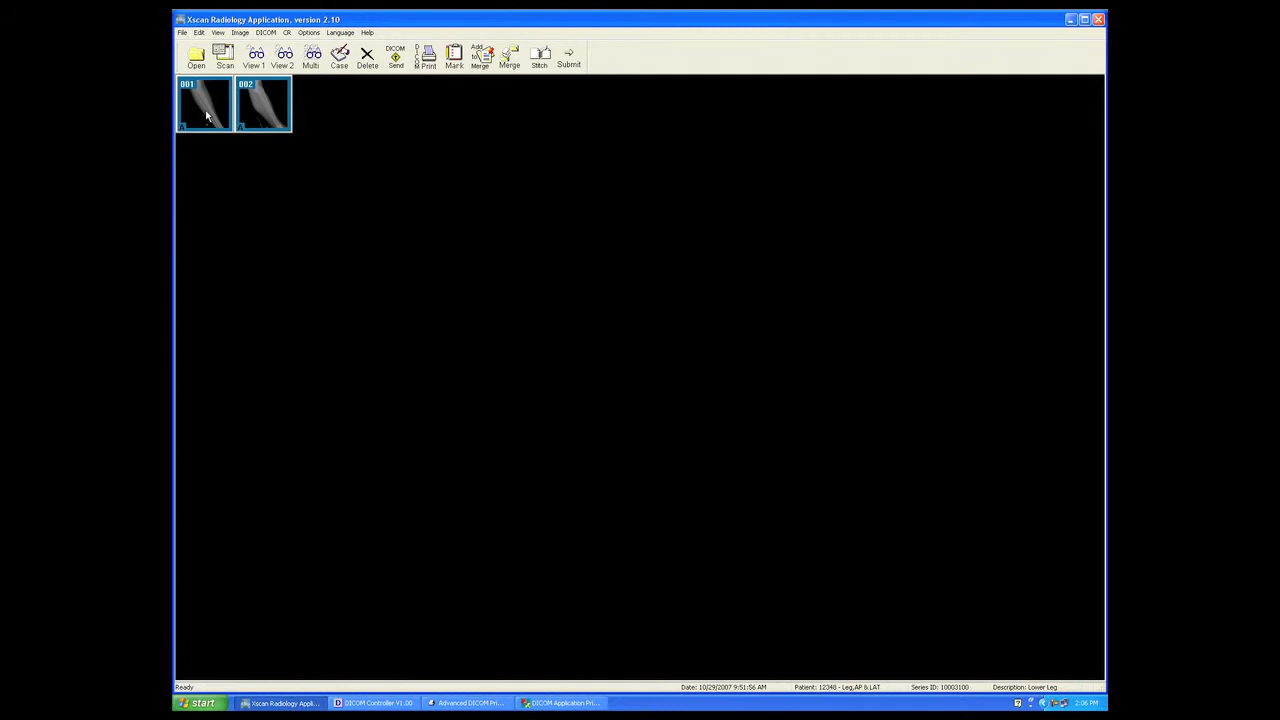 Xscan Radiology Application, version 2.10
File Edit View Image DICOM CR Options Language Help
Open Scan View 1 View 2 Multi Case Delete DICOM Send DICOM Print Mark Add to Merge Merge Stitch Submit
001 002
A A
Ready Date: 10/29/2007 9:51:56 AM Patient: 12348 - Leg,AP & LAT Series ID: 10003100 Description: Lower Leg
start Xscan Radiology Appli... DICOM Controller V1.00 Advanced DICOM Pri... DICOM Application Pri... 2:06 PM